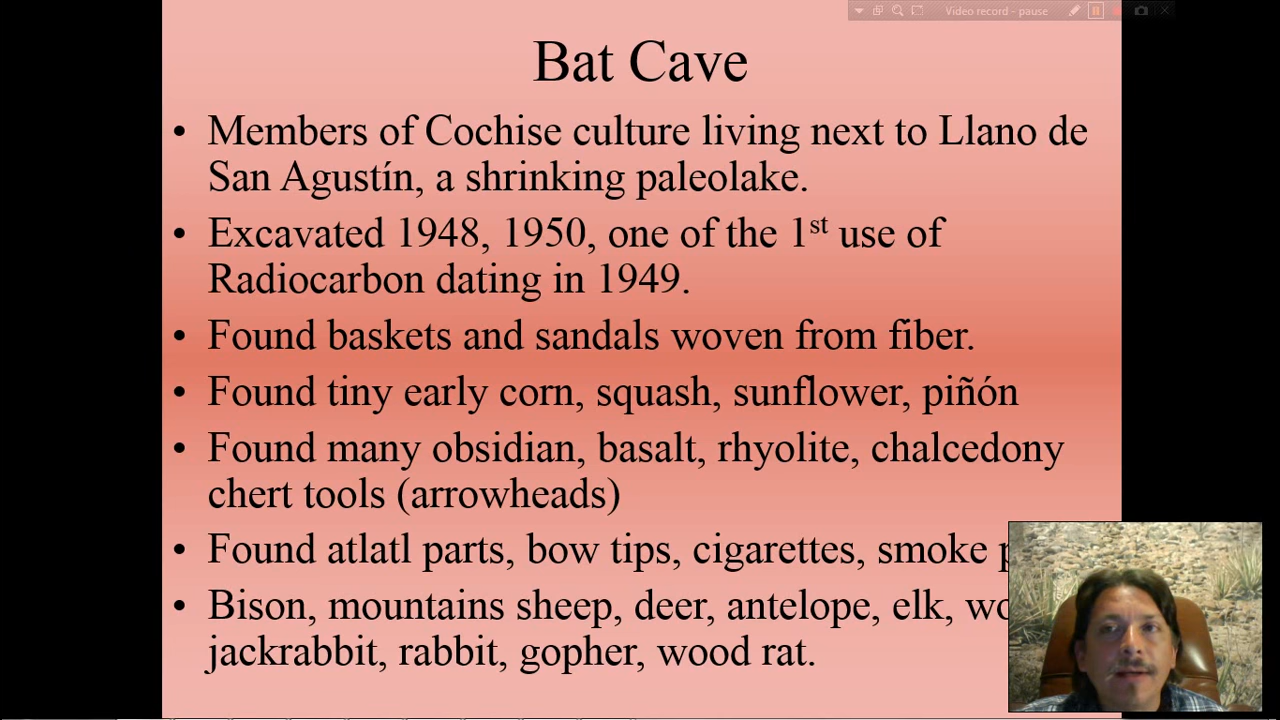 Video record - pause
Bat Cave
• Members of Cochise culture living next to Llano de
San Agustín, a shrinking paleolake.
• Excavated 1948, 1950, one of the 1st use of
Radiocarbon dating in 1949.
• Found baskets and sandals woven from fiber.
• Found tiny early corn, squash, sunflower, piñón
• Found many obsidian, basalt, rhyolite, chalcedony
chert tools (arrowheads)
• Found atlatl parts, bow tips, cigarettes, smoke
• Bison, mountains sheep, deer, antelope, elk,
jackrabbit, rabbit, gopher, wood rat.